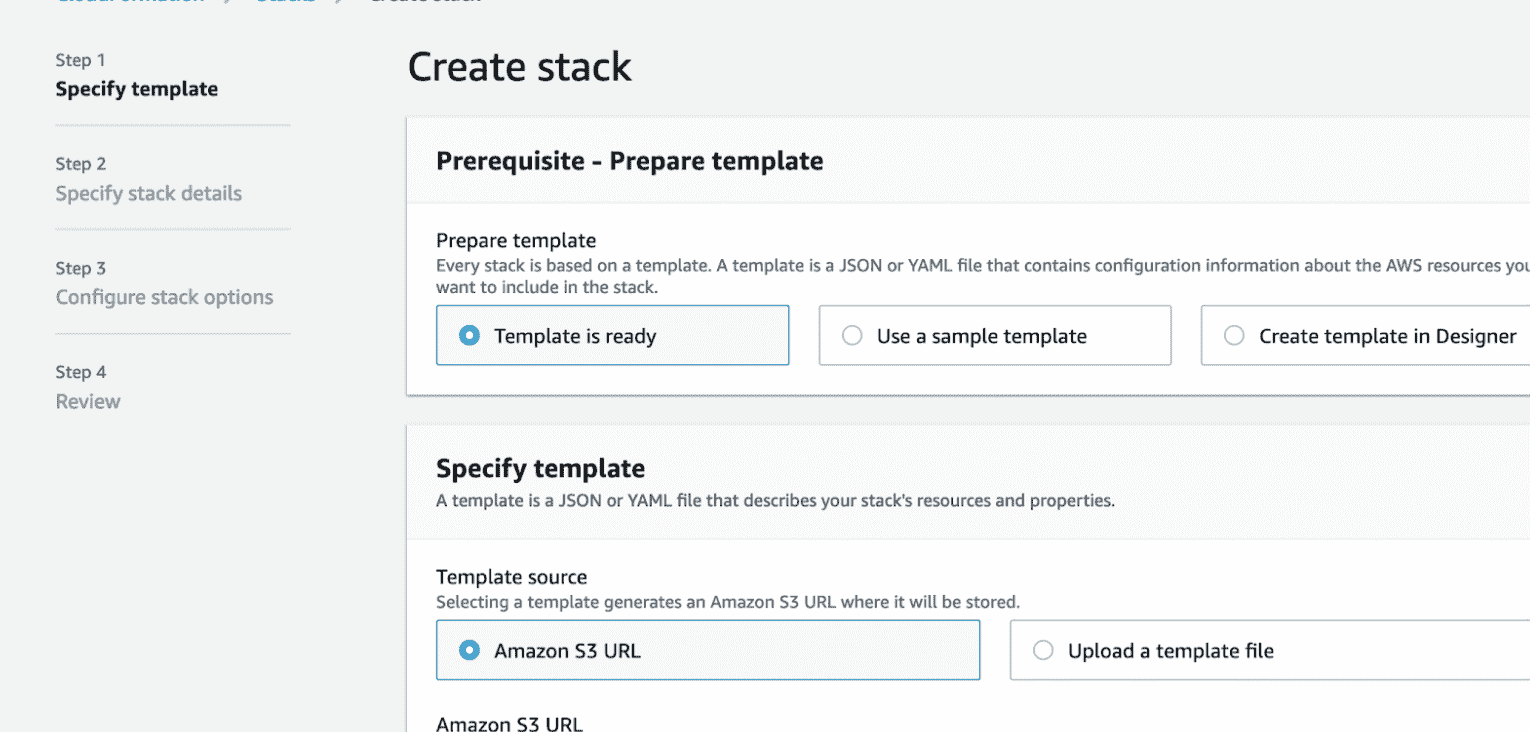 CloudFormation > Stacks > Create stack
Step 1
Specify template
Step 2
Specify stack details
Step 3
Configure stack options
Step 4
Review
Create stack
Prerequisite - Prepare template
Prepare template
Every stack is based on a template. A template is a JSON or YAML file that contains configuration information about the AWS resources you
want to include in the stack.
Template is ready
Use a sample template
Create template in Designer
Specify template
A template is a JSON or YAML file that describes your stack's resources and properties.
Template source
Selecting a template generates an Amazon S3 URL where it will be stored.
Amazon S3 URL
Upload a template file
Amazon S3 URL